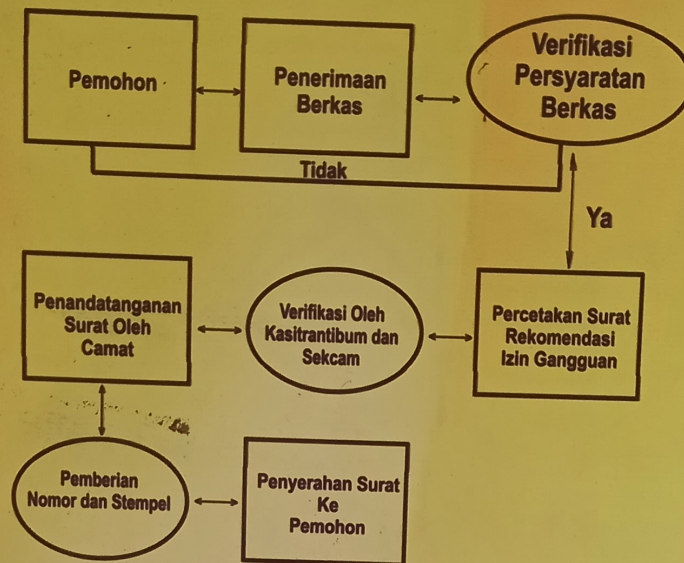 Pemohon
Penerimaan
Berkas
Verifikasi
Persyaratan
Berkas
Tidak
Ya
Penandatanganan
Surat Oleh
Camat
Verifikasi Oleh
Kasitrantibum dan
Sekcam
Percetakan Surat
Rekomendasi
Izin Gangguan
Pemberian
Nomor dan Stempel
Penyerahan Surat
Ke
Pemohon